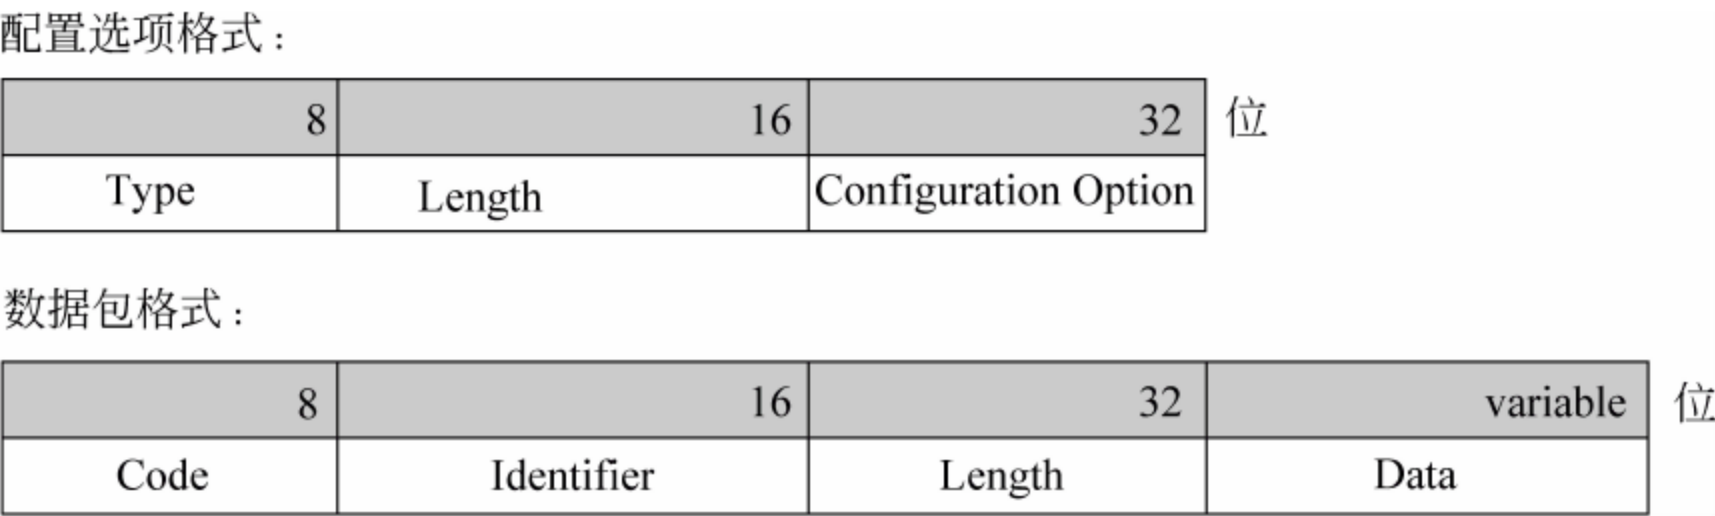 配置选项格式：
8 16 32 位
Type Length Configuration Option
数据包格式：
8 16 32 variable 位
Code Identifier Length Data